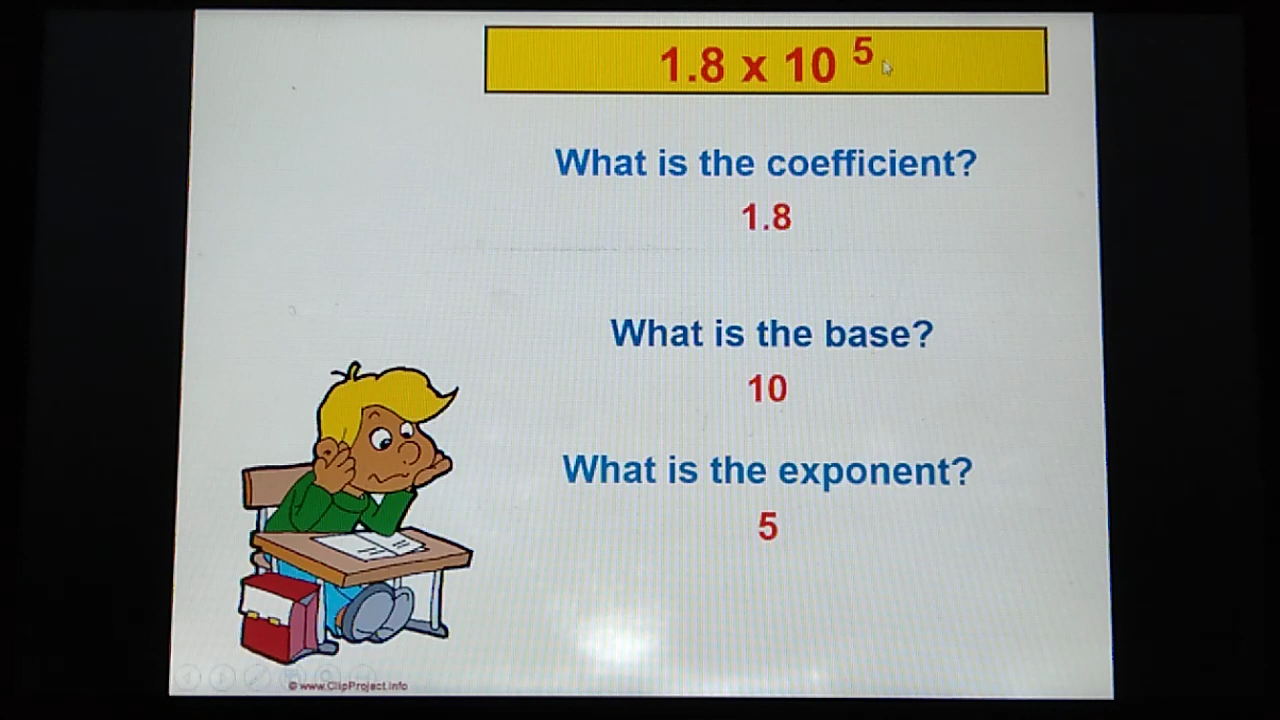 1.8 x 10 ⁵
What is the coefficient?
1.8
What is the base?
10
What is the exponent?
5
© www.ClipProject.info